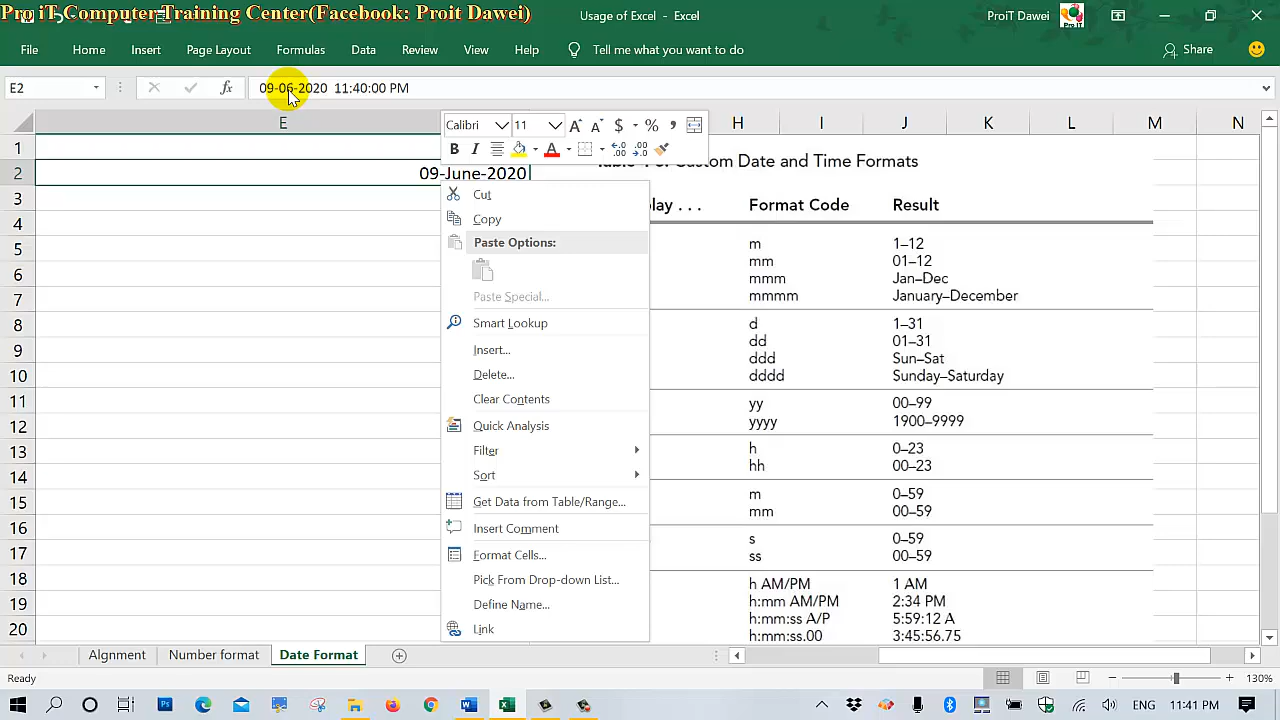 Pro iT Computer Training Center(Facebook: Pro iT Dawei)
Usage of Excel - Excel
ProiT Dawei
Pro IT
File Home Insert Page Layout Formulas Data Review View Help Tell me what you want to do Share
E2 fx 09-06-2020 11:40:00 PM
Calibri 11 A A $ % ,
B I A
E H I J K L M N
1
2 09-June-2020 Custom Date and Time Formats
3 play . . . Format Code Result
4 m 1–12
5 mm 01–12
6 mmm Jan–Dec
7 mmmm January–December
8 d 1–31
9 dd 01–31
ddd Sun–Sat
10 dddd Sunday–Saturday
11 yy 00–99
12 yyyy 1900–9999
13 h 0–23
hh 00–23
14 m 0–59
15 mm 00–59
16 s 0–59
17 ss 00–59
18 h AM/PM 1 AM
19 h:mm AM/PM 2:34 PM
h:mm:ss A/P 5:59:12 A
20 h:mm:ss.00 3:45:56.75
Cut
Copy
Paste Options:
Paste Special...
Smart Lookup
Insert...
Delete...
Clear Contents
Quick Analysis
Filter
Sort
Get Data from Table/Range...
Insert Comment
Format Cells...
Pick From Drop-down List...
Define Name...
Link
Alignment Number format Date Format
Ready 130%
ENG 11:41 PM